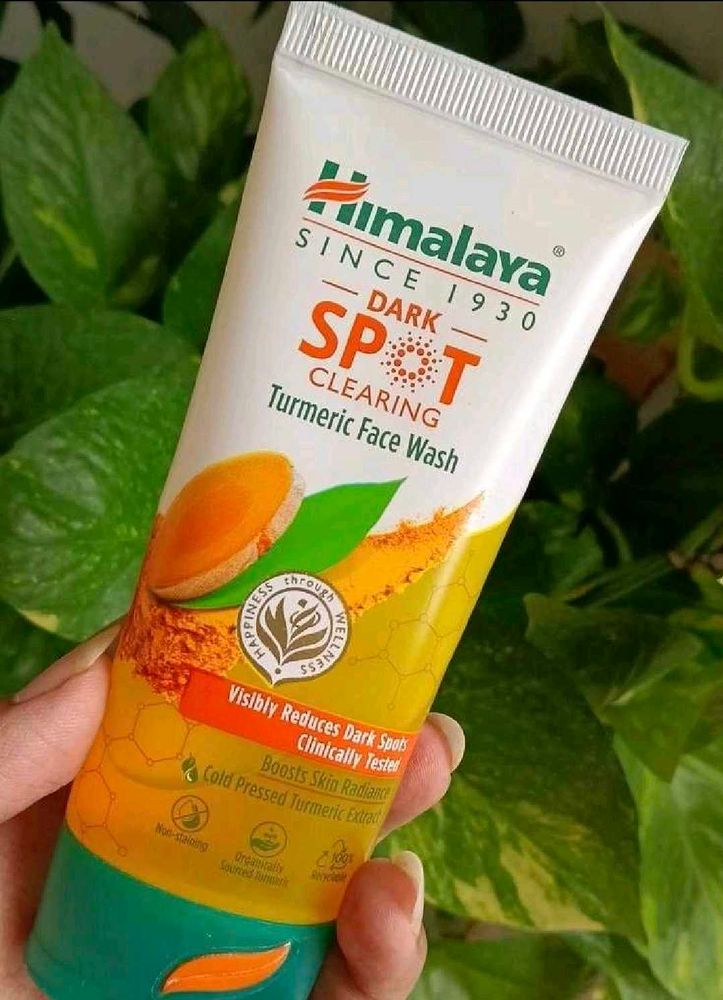 Himalaya®
SINCE 1930
DARK
SPOT
CLEARING
Turmeric Face Wash
HAPPINESS through WELLNESS
Visibly Reduces Dark Spots
Clinically Tested
Boosts Skin Radiance
Cold Pressed Turmeric Extract
Non-staining
Organically
Sourced Turmeric
100%
Recyclable